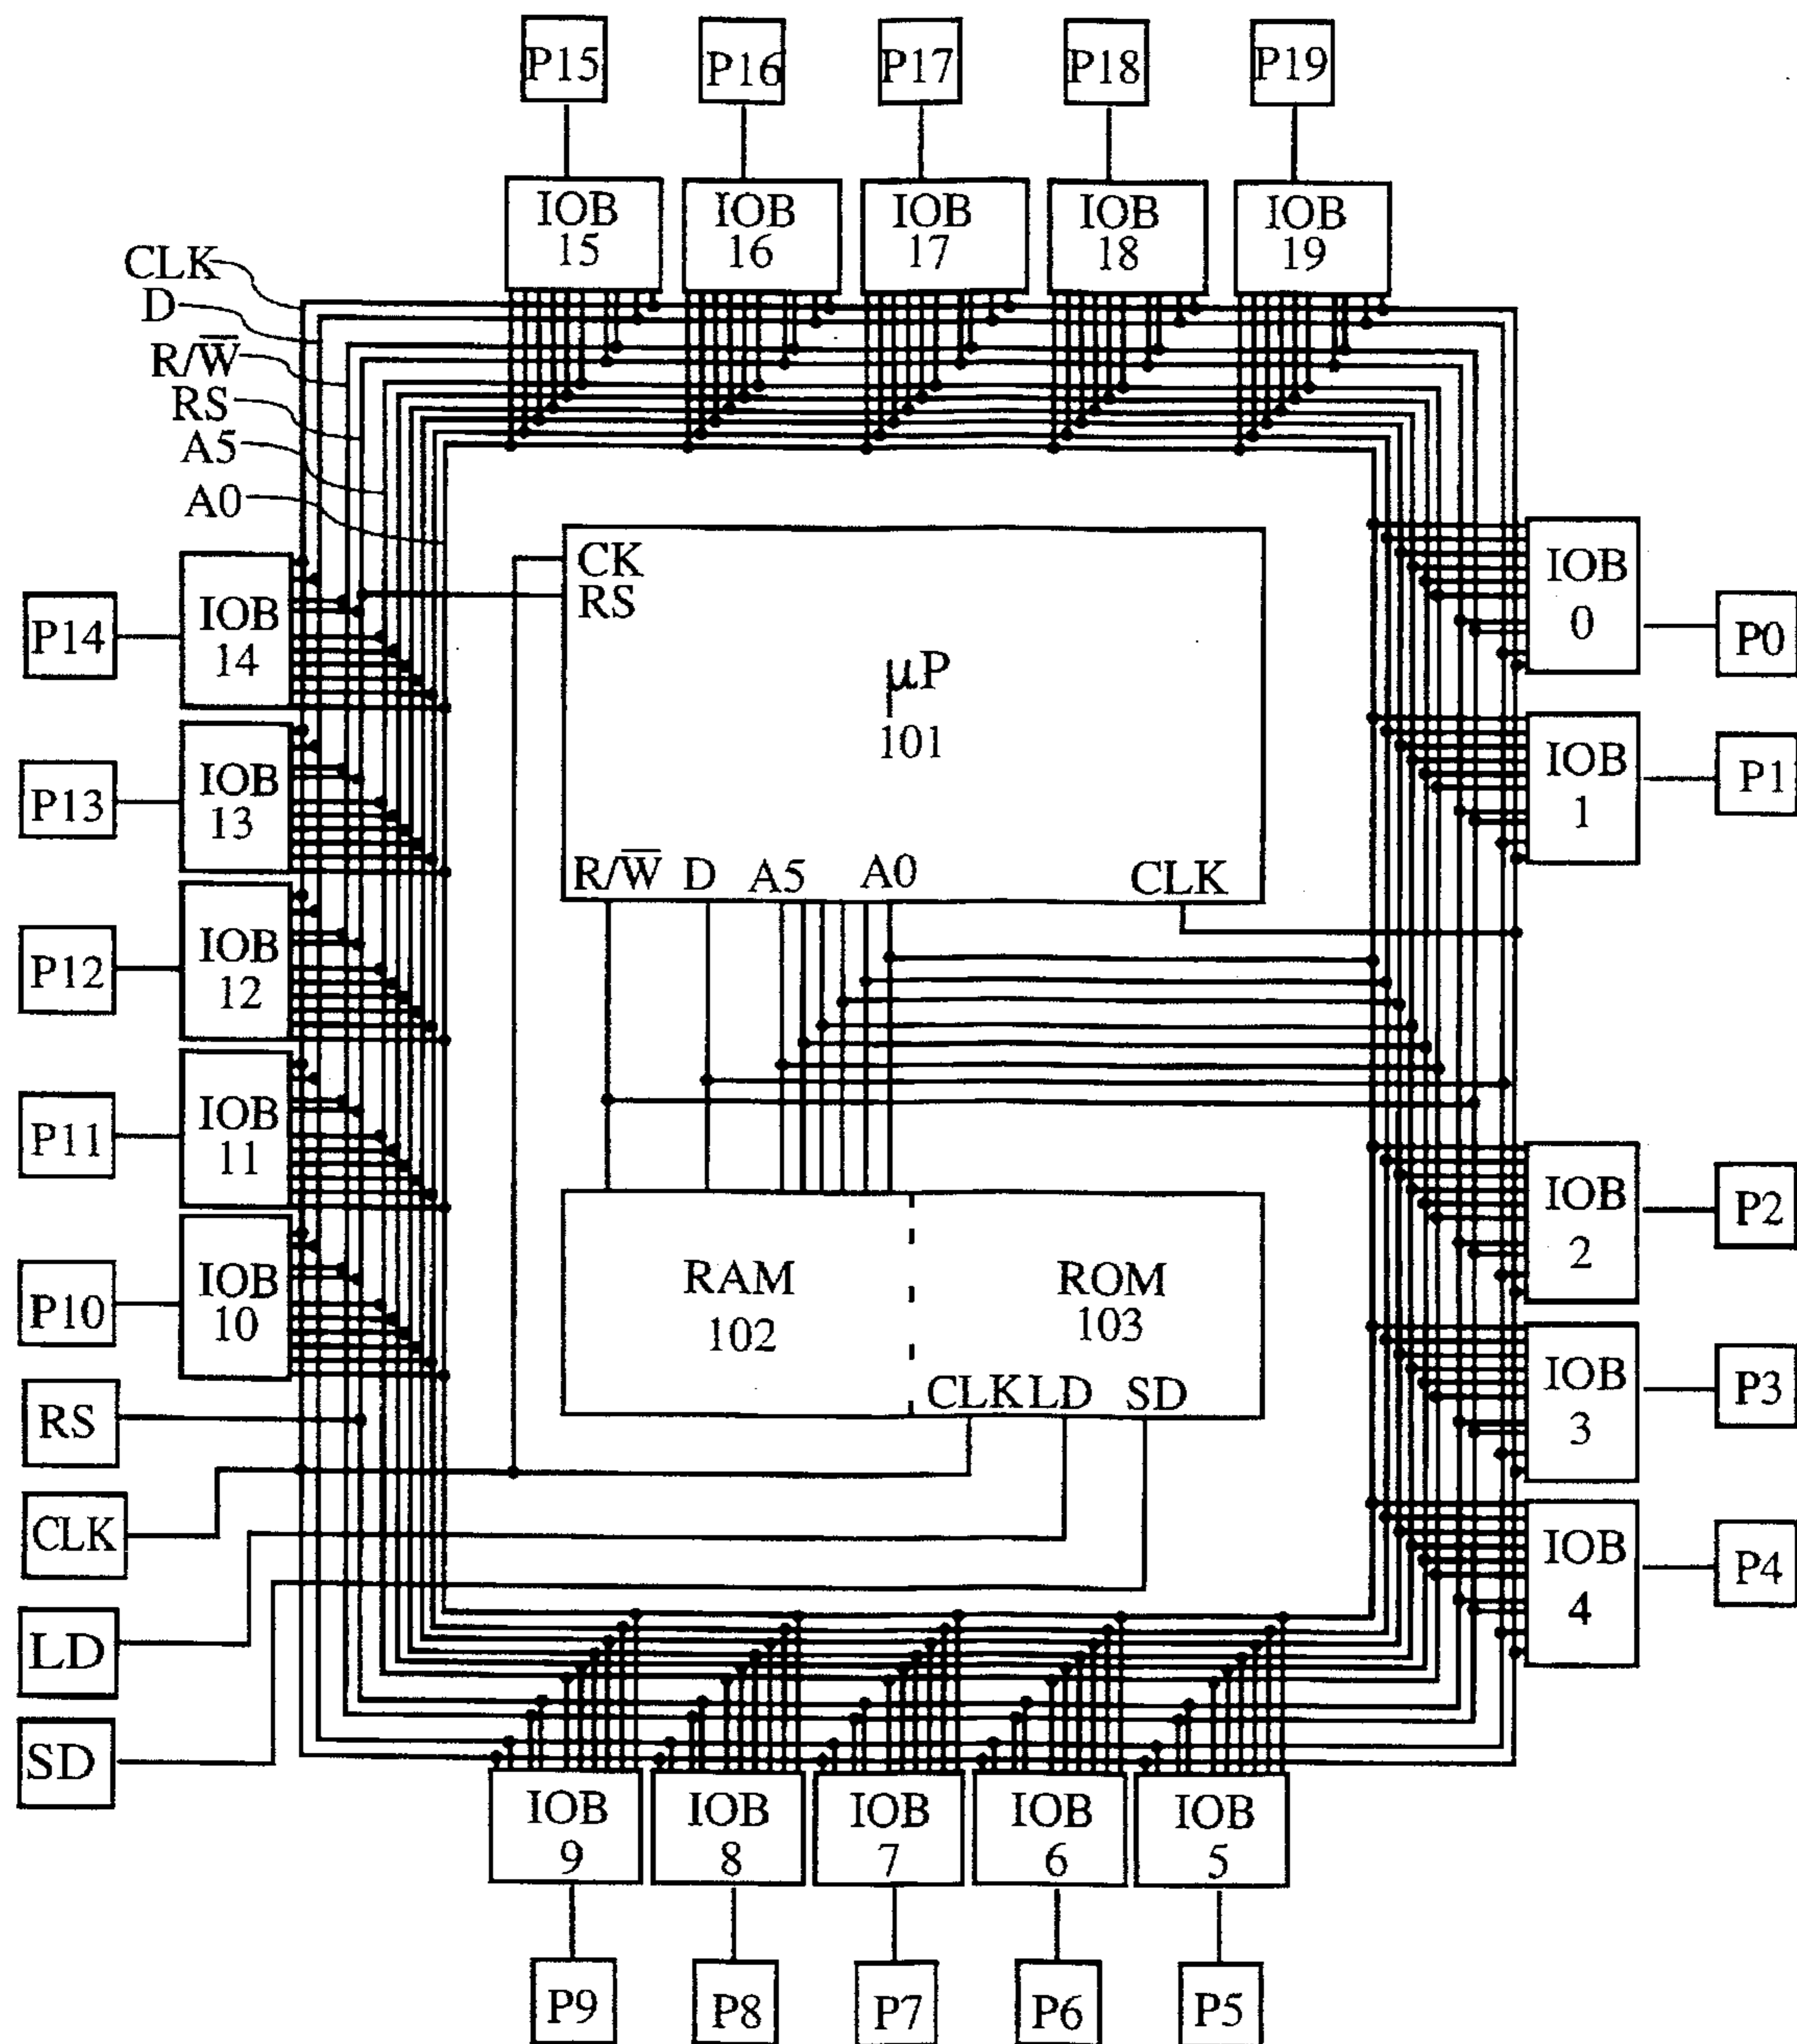 P15 P16 P17 P18 P19
IOB 15
IOB 16
IOB 17
IOB 18
IOB 19
CLK
D
R/W̅
RS
A5
A0
CK
RS
μP
101
R/W̅ D A5 A0 CLK
IOB 14
P14
IOB 13
P13
IOB 12
P12
IOB 11
P11
IOB 10
P10
IOB 0
P0
IOB 1
P1
IOB 2
P2
IOB 3
P3
IOB 4
P4
RAM
102
ROM
103
CLK LD SD
RS
CLK
LD
SD
IOB 9
IOB 8
IOB 7
IOB 6
IOB 5
P9 P8 P7 P6 P5